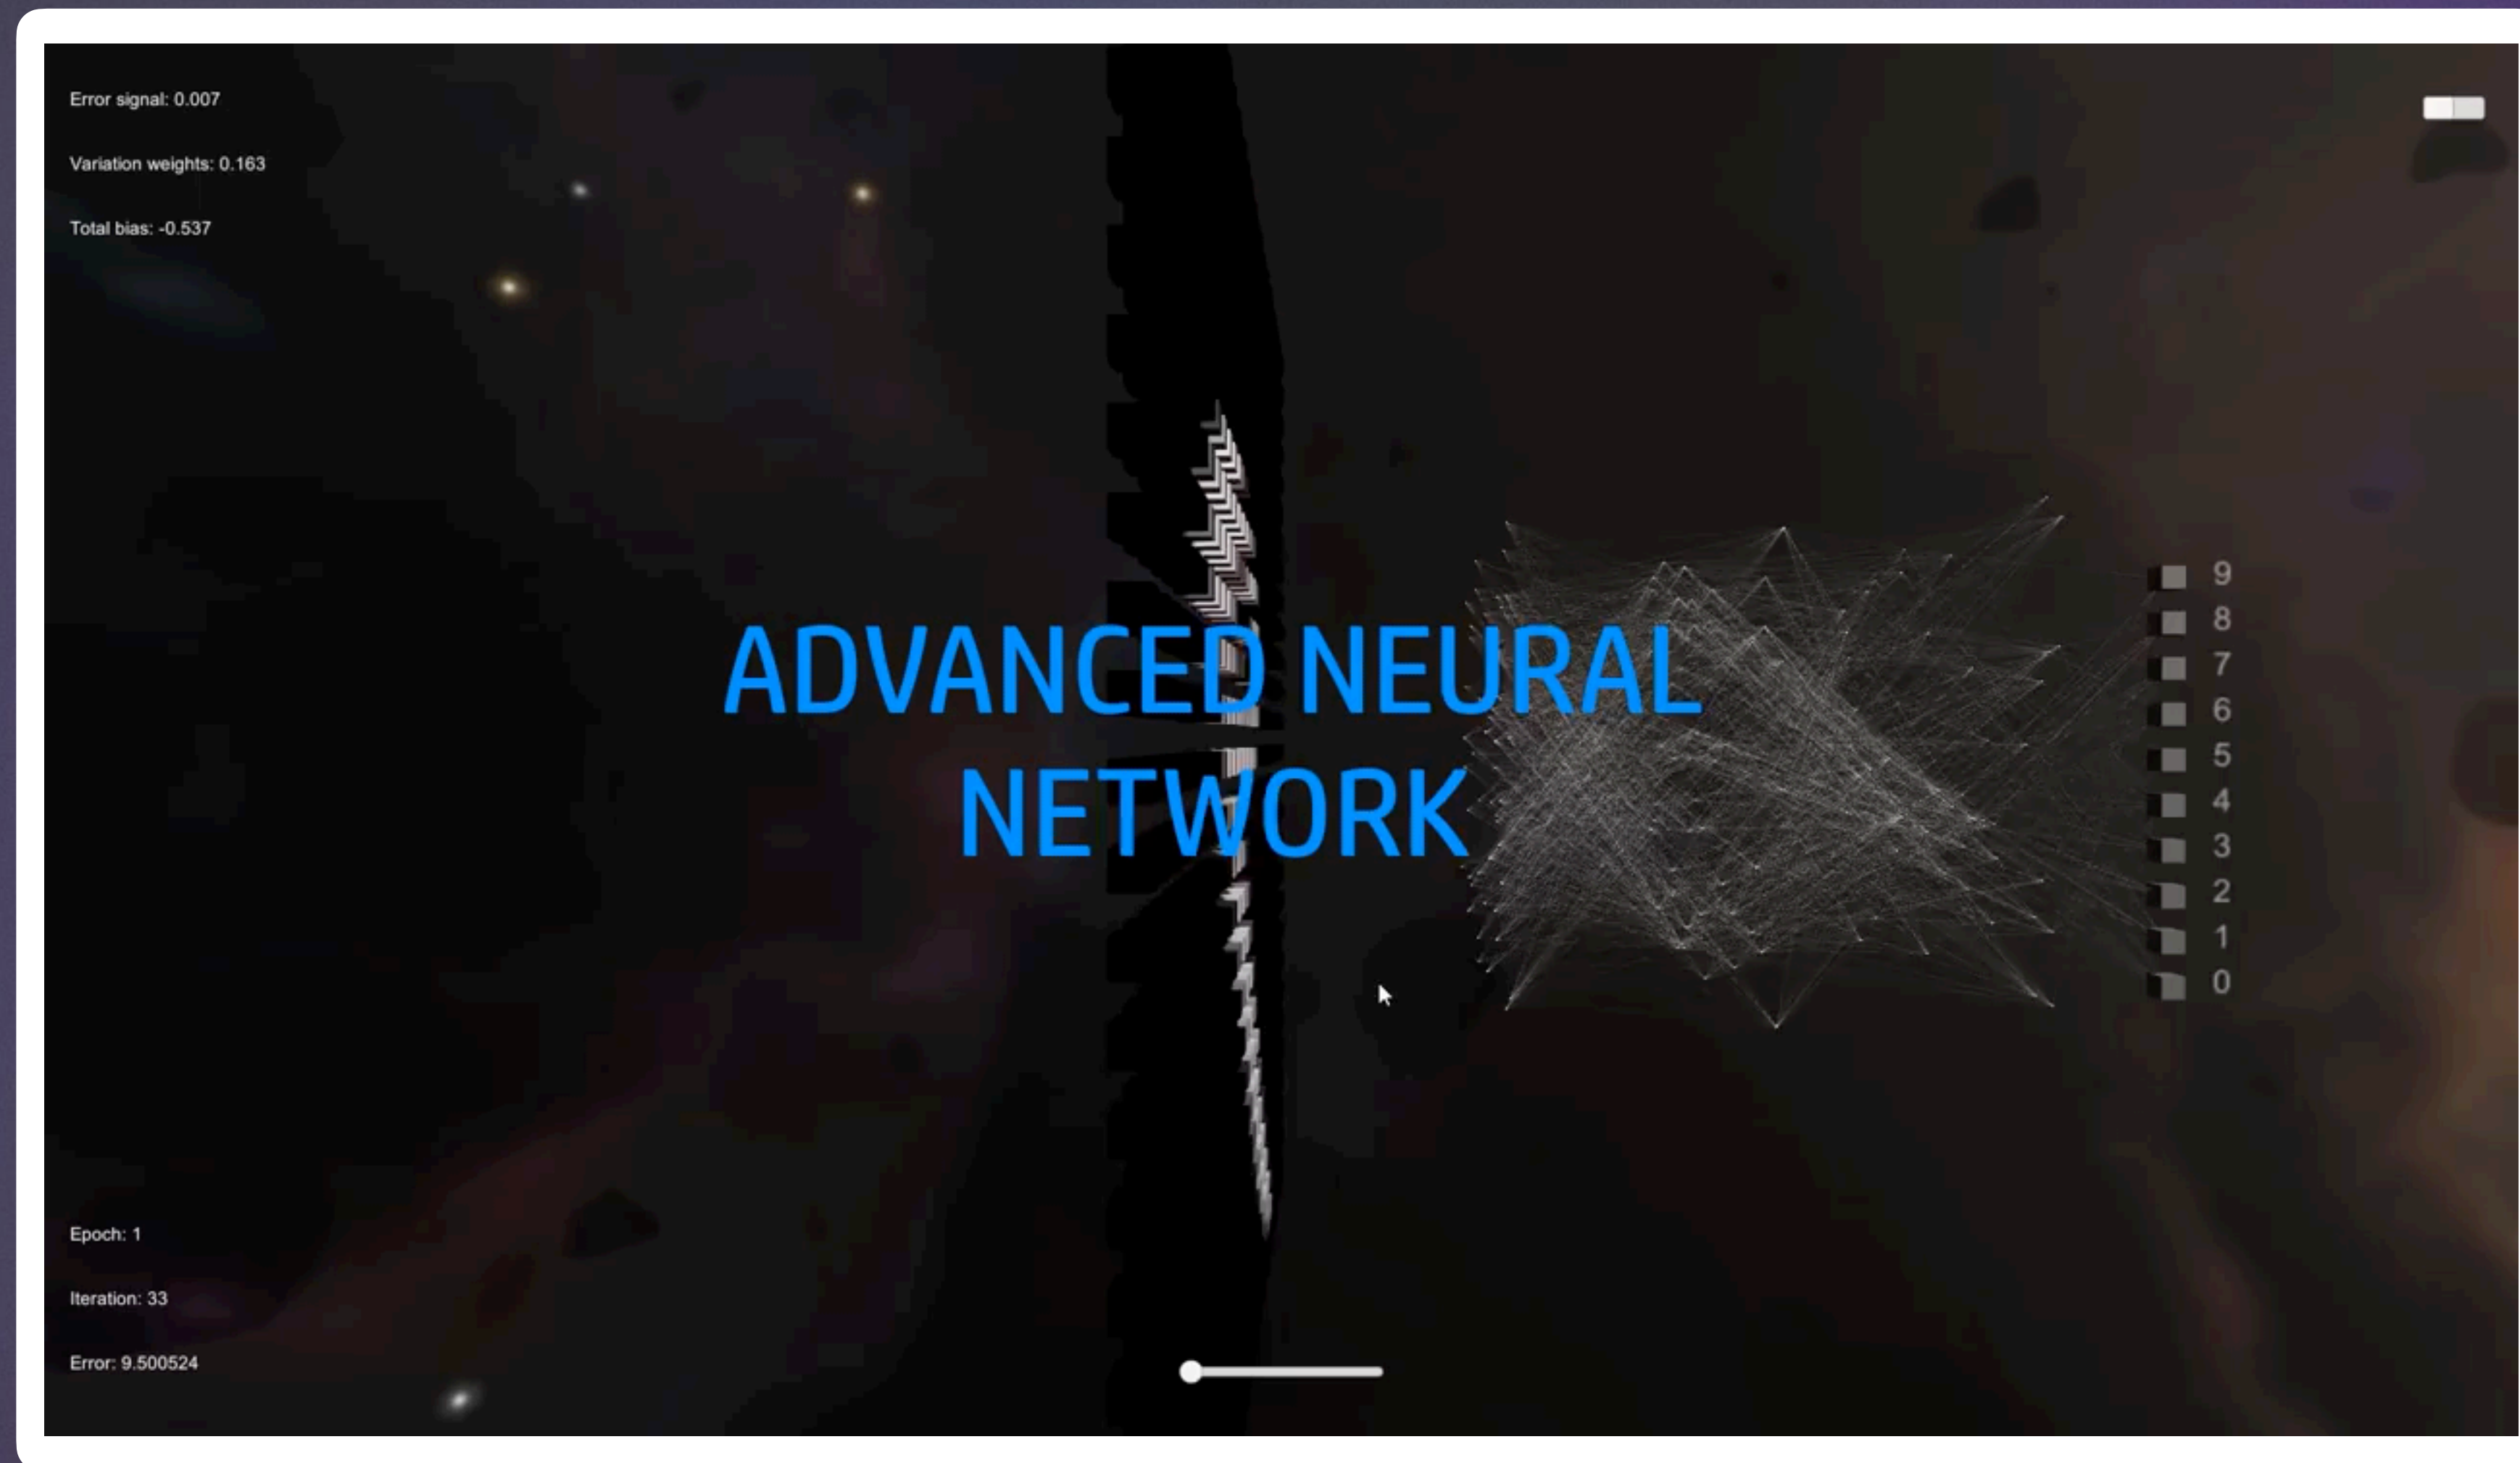 Error signal: 0.007
Variation weights: 0.163
Total bias: -0.537
ADVANCED NEURAL
NETWORK
9
8
7
6
5
4
3
2
1
0
Epoch: 1
Iteration: 33
Error: 9.500524